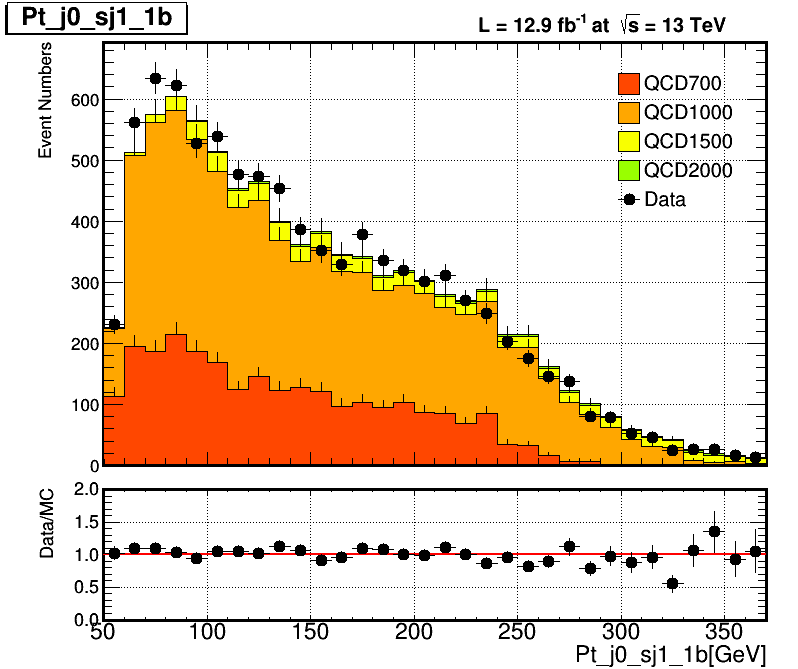 Pt_j0_sj1_1b
L = 12.9 fb-1 at √s = 13 TeV
Event Numbers
600
500
400
300
200
100
0
QCD700
QCD1000
QCD1500
QCD2000
Data
Data/MC
2.0
1.5
1.0
0.5
0.0
50 100 150 200 250 300 350
Pt_j0_sj1_1b[GeV]